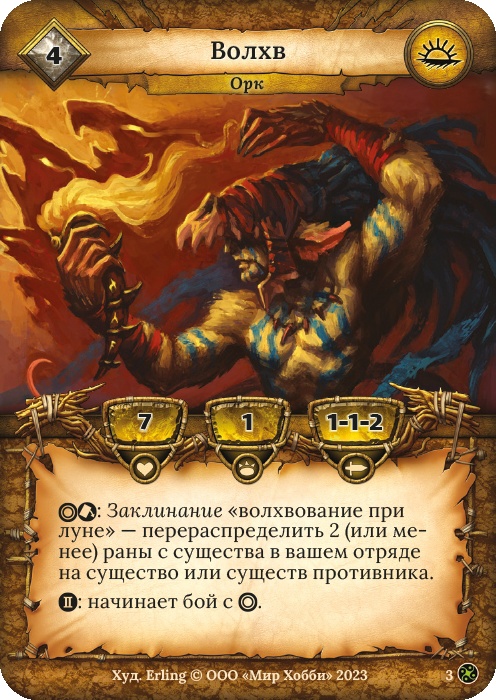 4
Волхв
Орк
7 1 1-1-2
: Заклинание «волхвование при
луне» — перераспределить 2 (или ме-
нее) раны с существа в вашем отряде
на существо или существ противника.
II: начинает бой с .
Худ. Erling © ООО «Мир Хобби» 2023 3